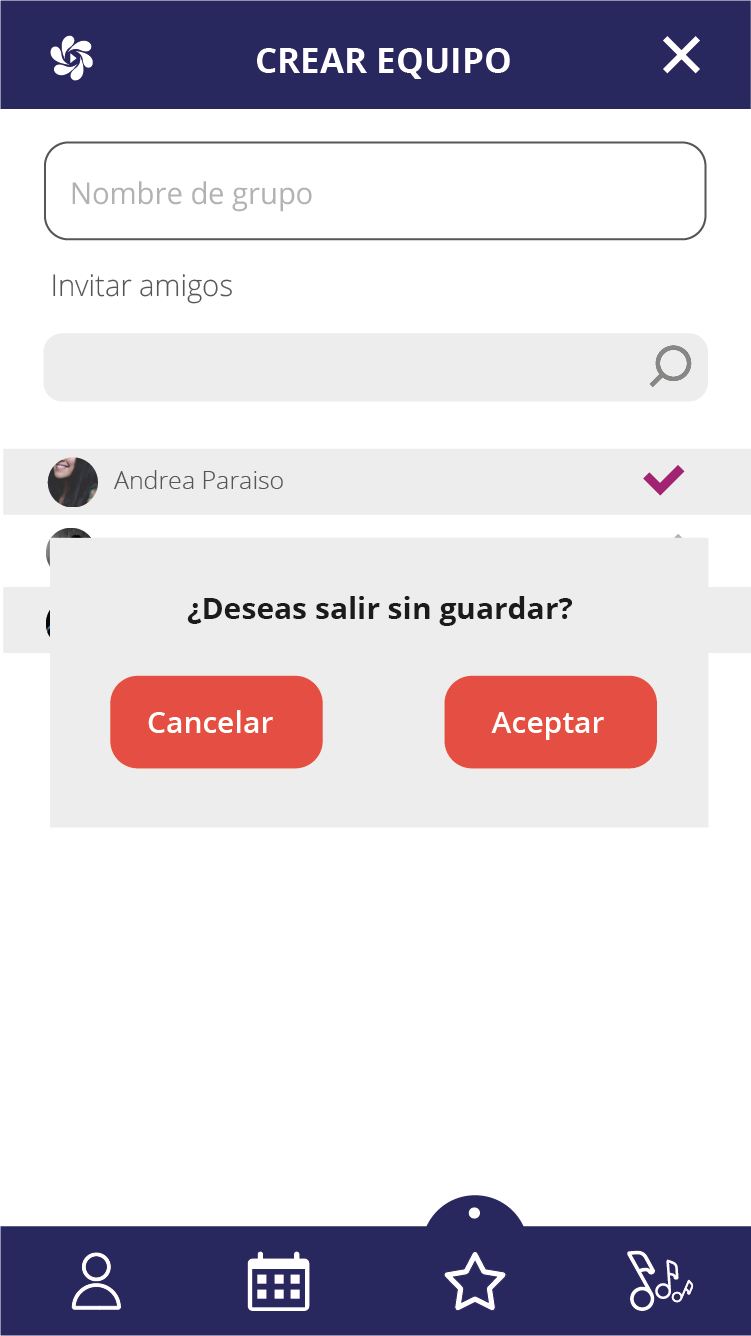 CREAR EQUIPO
Nombre de grupo
Invitar amigos
Andrea Paraiso
¿Deseas salir sin guardar?
Cancelar
Aceptar